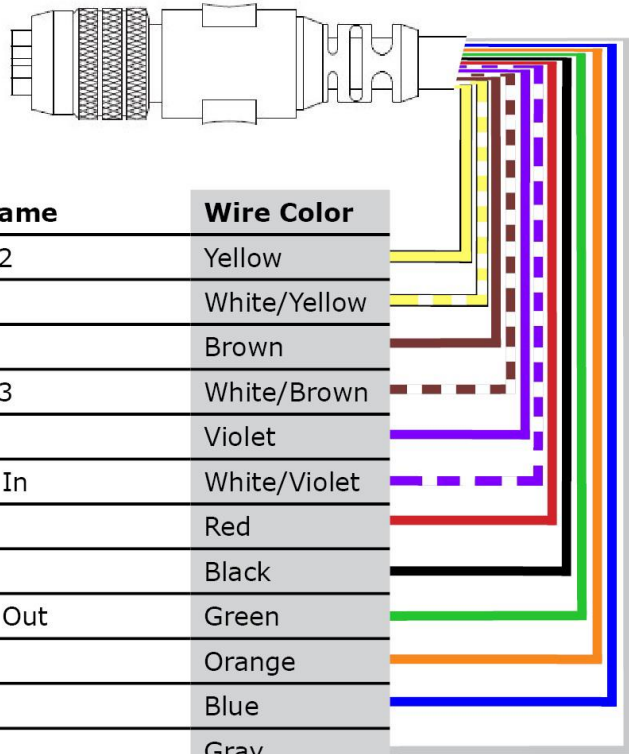 ame Wire Color
2 Yellow
White/Yellow
Brown
3 White/Brown
Violet
In White/Violet
Red
Black
Out Green
Orange
Blue
Gray